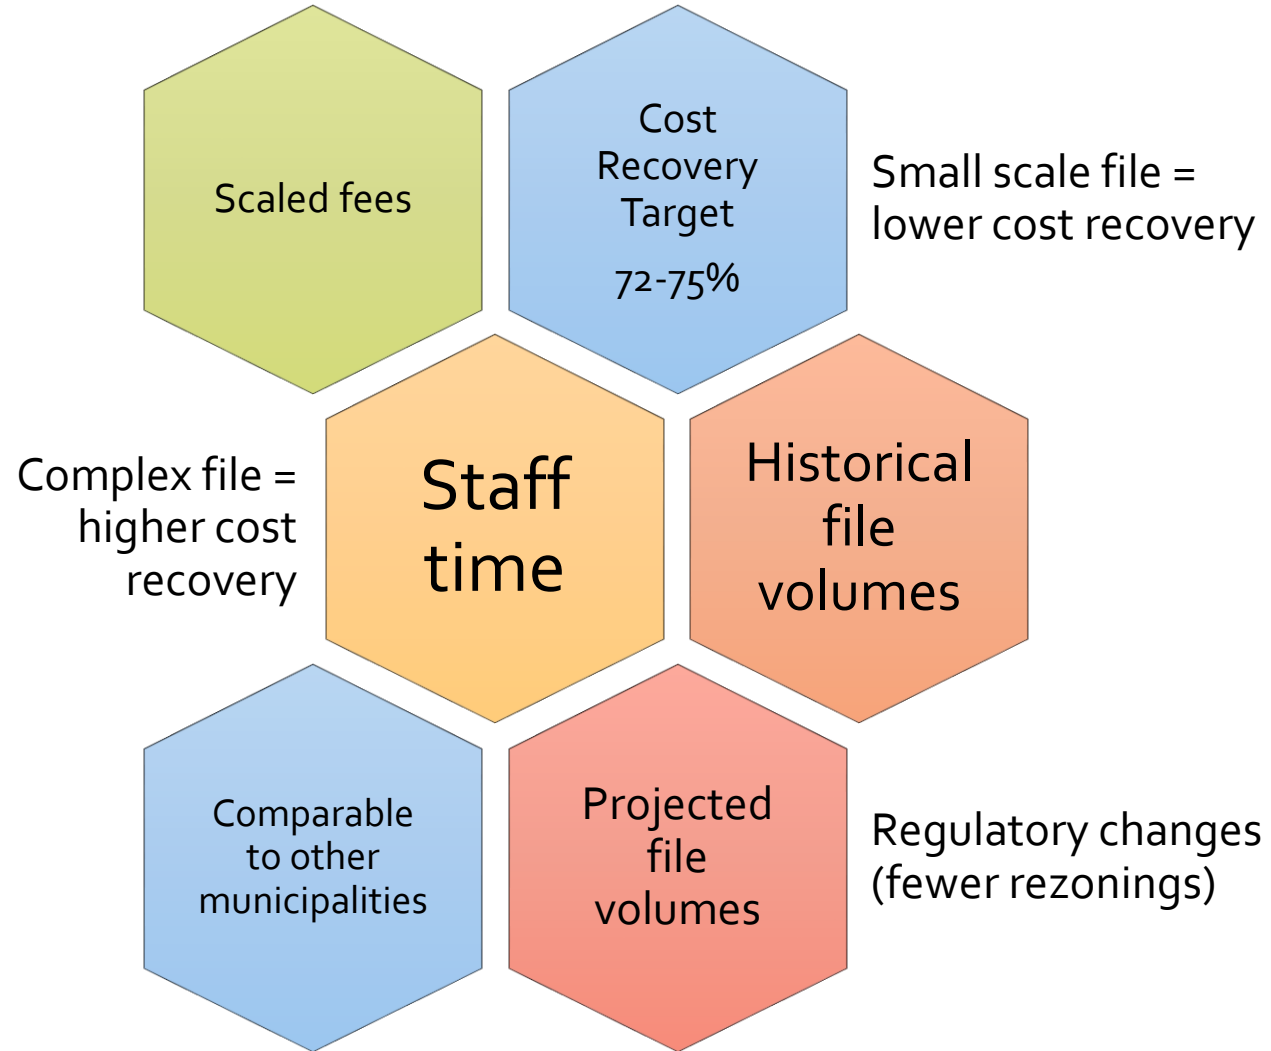 Scaled fees
Cost
Recovery
Target
72-75%
Small scale file =
lower cost recovery
Complex file =
higher cost
recovery
Staff
time
Historical
file
volumes
Comparable
to other
municipalities
Projected
file
volumes
Regulatory changes
(fewer rezonings)